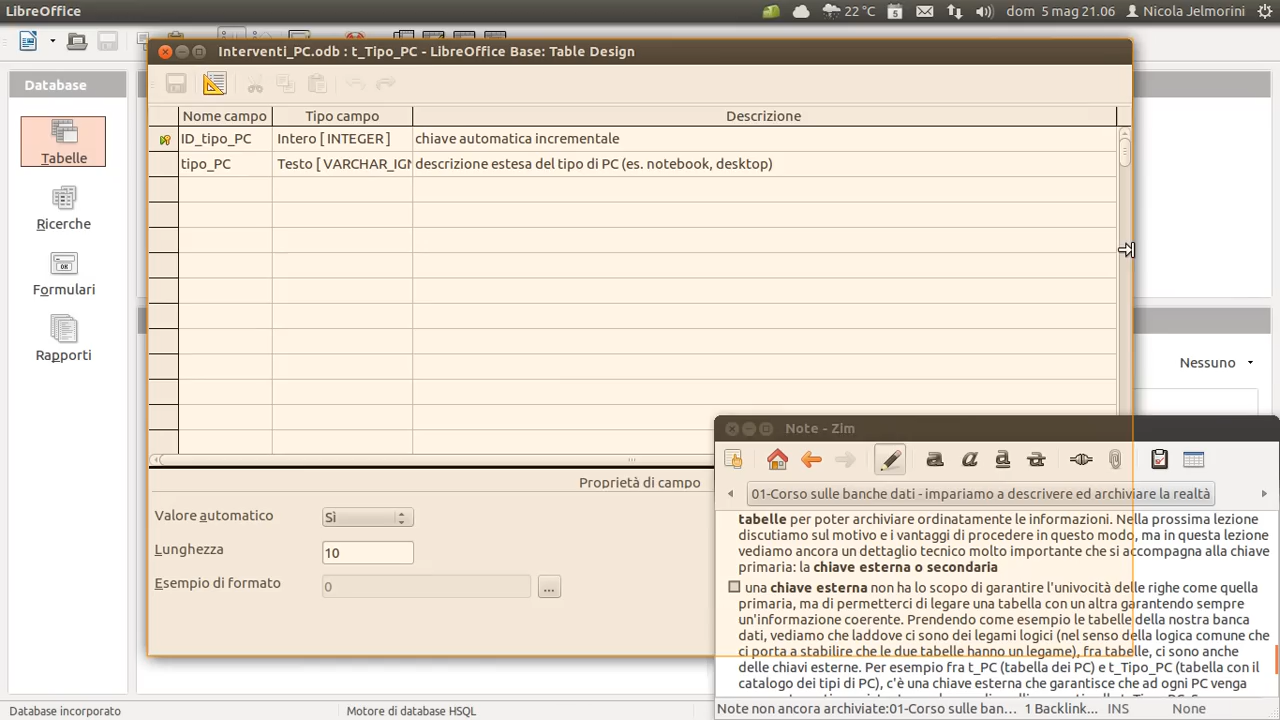 LibreOffice
22 °C
5
dom 5 mag 21.06
Nicola Jelmorini
Interventi_PC.odb : t_Tipo_PC - LibreOffice Base: Table Design
Database
Tabelle
Ricerche
Formulari
Rapporti
Nome campo Tipo campo Descrizione
ID_tipo_PC Intero [ INTEGER ] chiave automatica incrementale
tipo_PC Testo [ VARCHAR_IGN descrizione estesa del tipo di PC (es. notebook, desktop)
Nessuno
Proprietà di campo
Valore automatico Sì
Lunghezza 10
Esempio di formato 0 ...
Note - Zim
a a a a
01-Corso sulle banche dati - impariamo a descrivere ed archiviare la realtà
tabelle per poter archiviare ordinatamente le informazioni. Nella prossima lezione
discutiamo sul motivo e i vantaggi di procedere in questo modo, ma in questa lezione
vediamo ancora un dettaglio tecnico molto importante che si accompagna alla chiave
primaria: la chiave esterna o secondaria
una chiave esterna non ha lo scopo di garantire l'univocità delle righe come quella
primaria, ma di permetterci di legare una tabella con un altra garantendo sempre
un'informazione coerente. Prendendo come esempio le tabelle della nostra banca
dati, vediamo che laddove ci sono dei legami logici (nel senso della logica comune che
ci porta a stabilire che le due tabelle hanno un legame), fra tabelle, ci sono anche
delle chiavi esterne. Per esempio fra t_PC (tabella dei PC) e t_Tipo_PC (tabella con il
catalogo dei tipi di PC), c'è una chiave esterna che garantisce che ad ogni PC venga
Note non ancora archiviate:01-Corso sulle ban... 1 Backlink... INS None
Database incorporato Motore di database HSQL